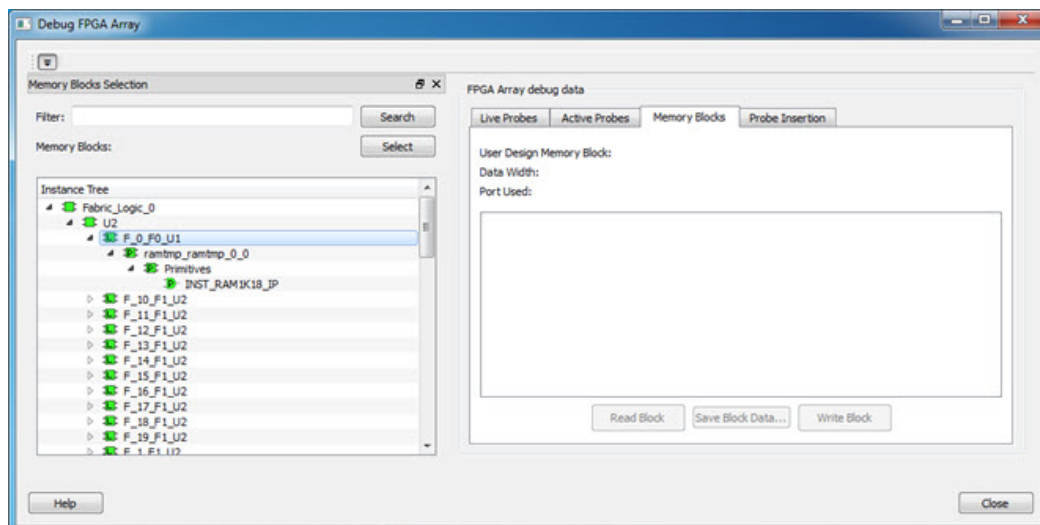 Debug FPGA Array
Memory Blocks Selection
Filter:
Search
Memory Blocks:
Select
Instance Tree
Fabric_Logic_0
U2
F_0_F0_U1
ramtmp_ramtmp_0_0
Primitives
INST_RAM1K18_IP
F_10_F1_U2
F_11_F1_U2
F_12_F1_U2
F_13_F1_U2
F_14_F1_U2
F_15_F1_U2
F_16_F1_U2
F_17_F1_U2
F_18_F1_U2
F_19_F1_U2
F_1_F1_U2
FPGA Array debug data
Live Probes Active Probes Memory Blocks Probe Insertion
User Design Memory Block:
Data Width:
Port Used:
Read Block Save Block Data... Write Block
Help
Close